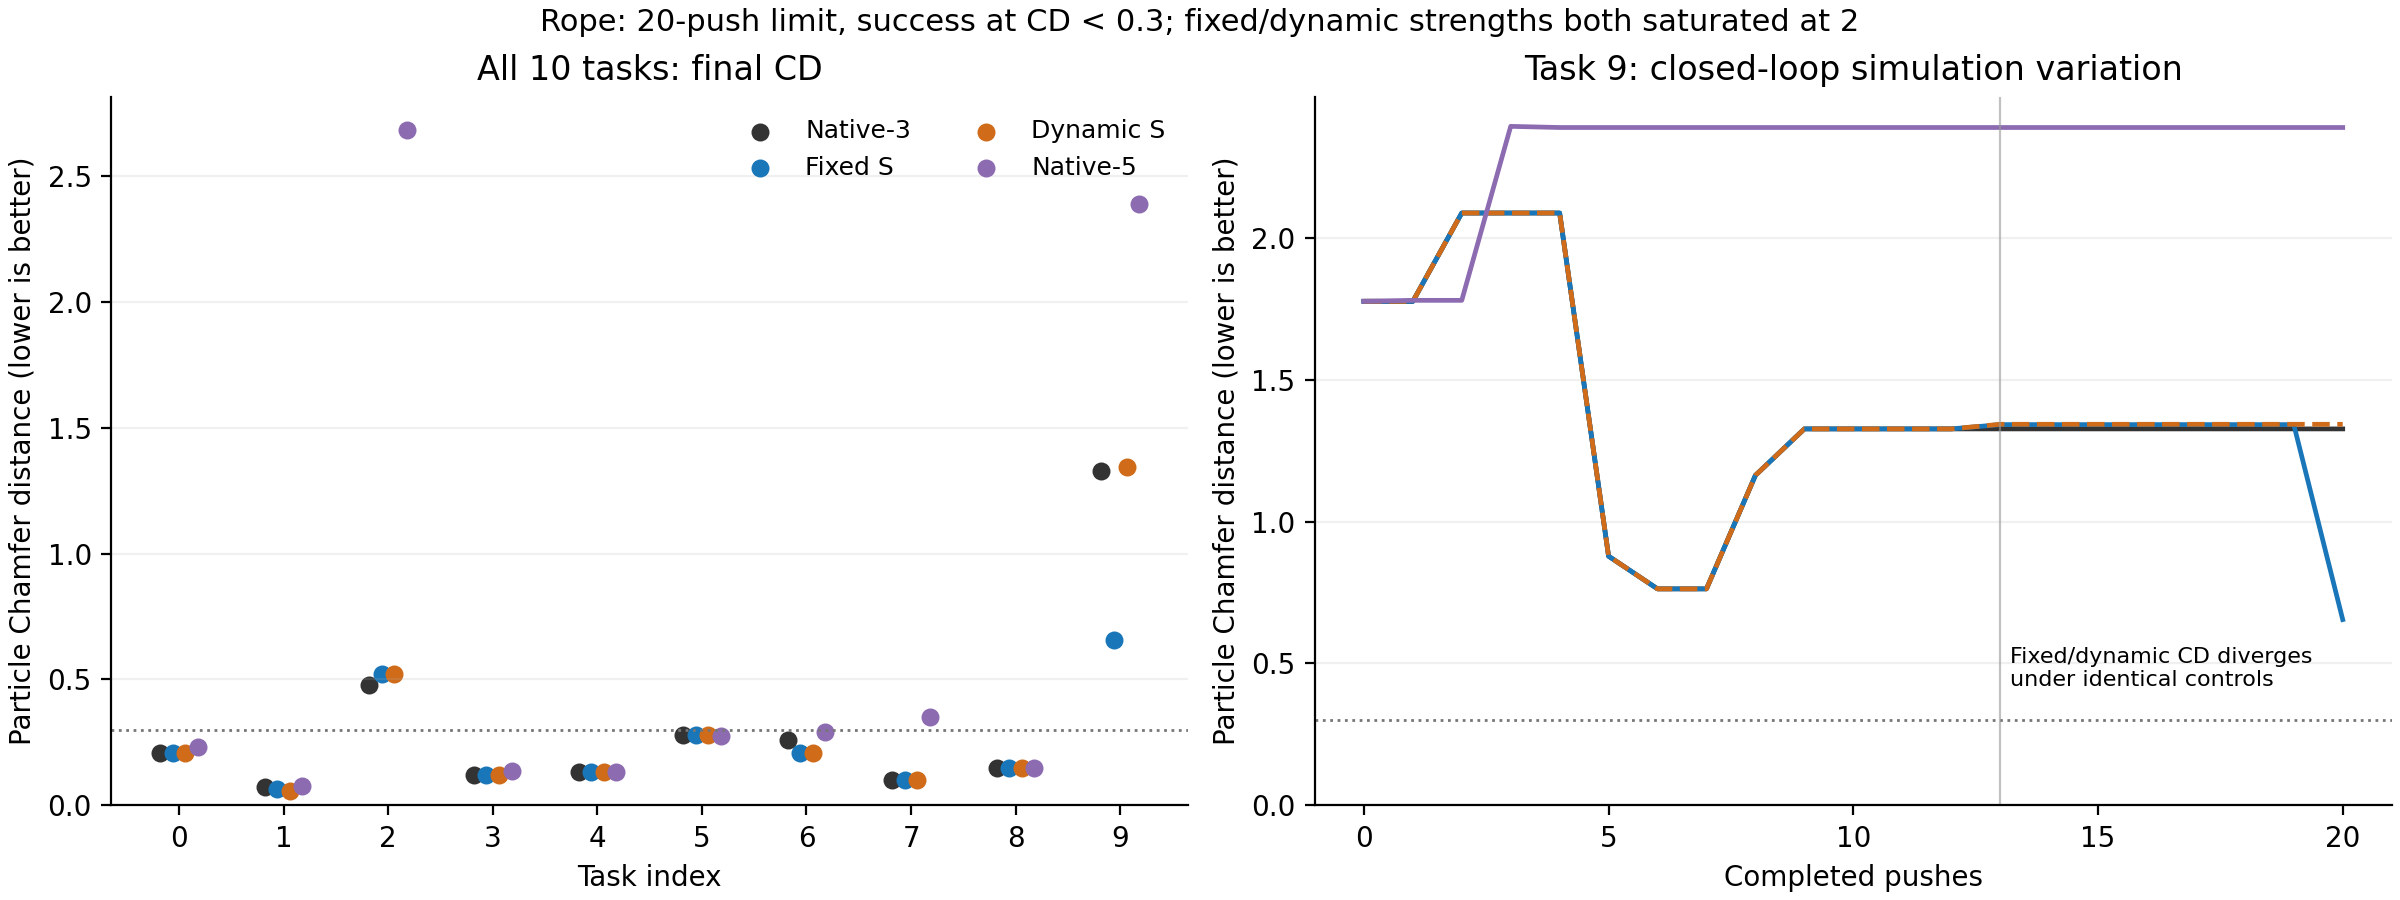 Rope: 20-push limit, success at CD < 0.3; fixed/dynamic strengths both saturated at 2
All 10 tasks: final CD
Particle Chamfer distance (lower is better)
2.5
2.0
1.5
1.0
0.5
0.0
Native-3
Fixed S
Dynamic S
Native-5
0 1 2 3 4 5 6 7 8 9
Task index
Task 9: closed-loop simulation variation
Particle Chamfer distance (lower is better)
2.0
1.5
1.0
0.5
0.0
Fixed/dynamic CD diverges
under identical controls
0 5 10 15 20
Completed pushes